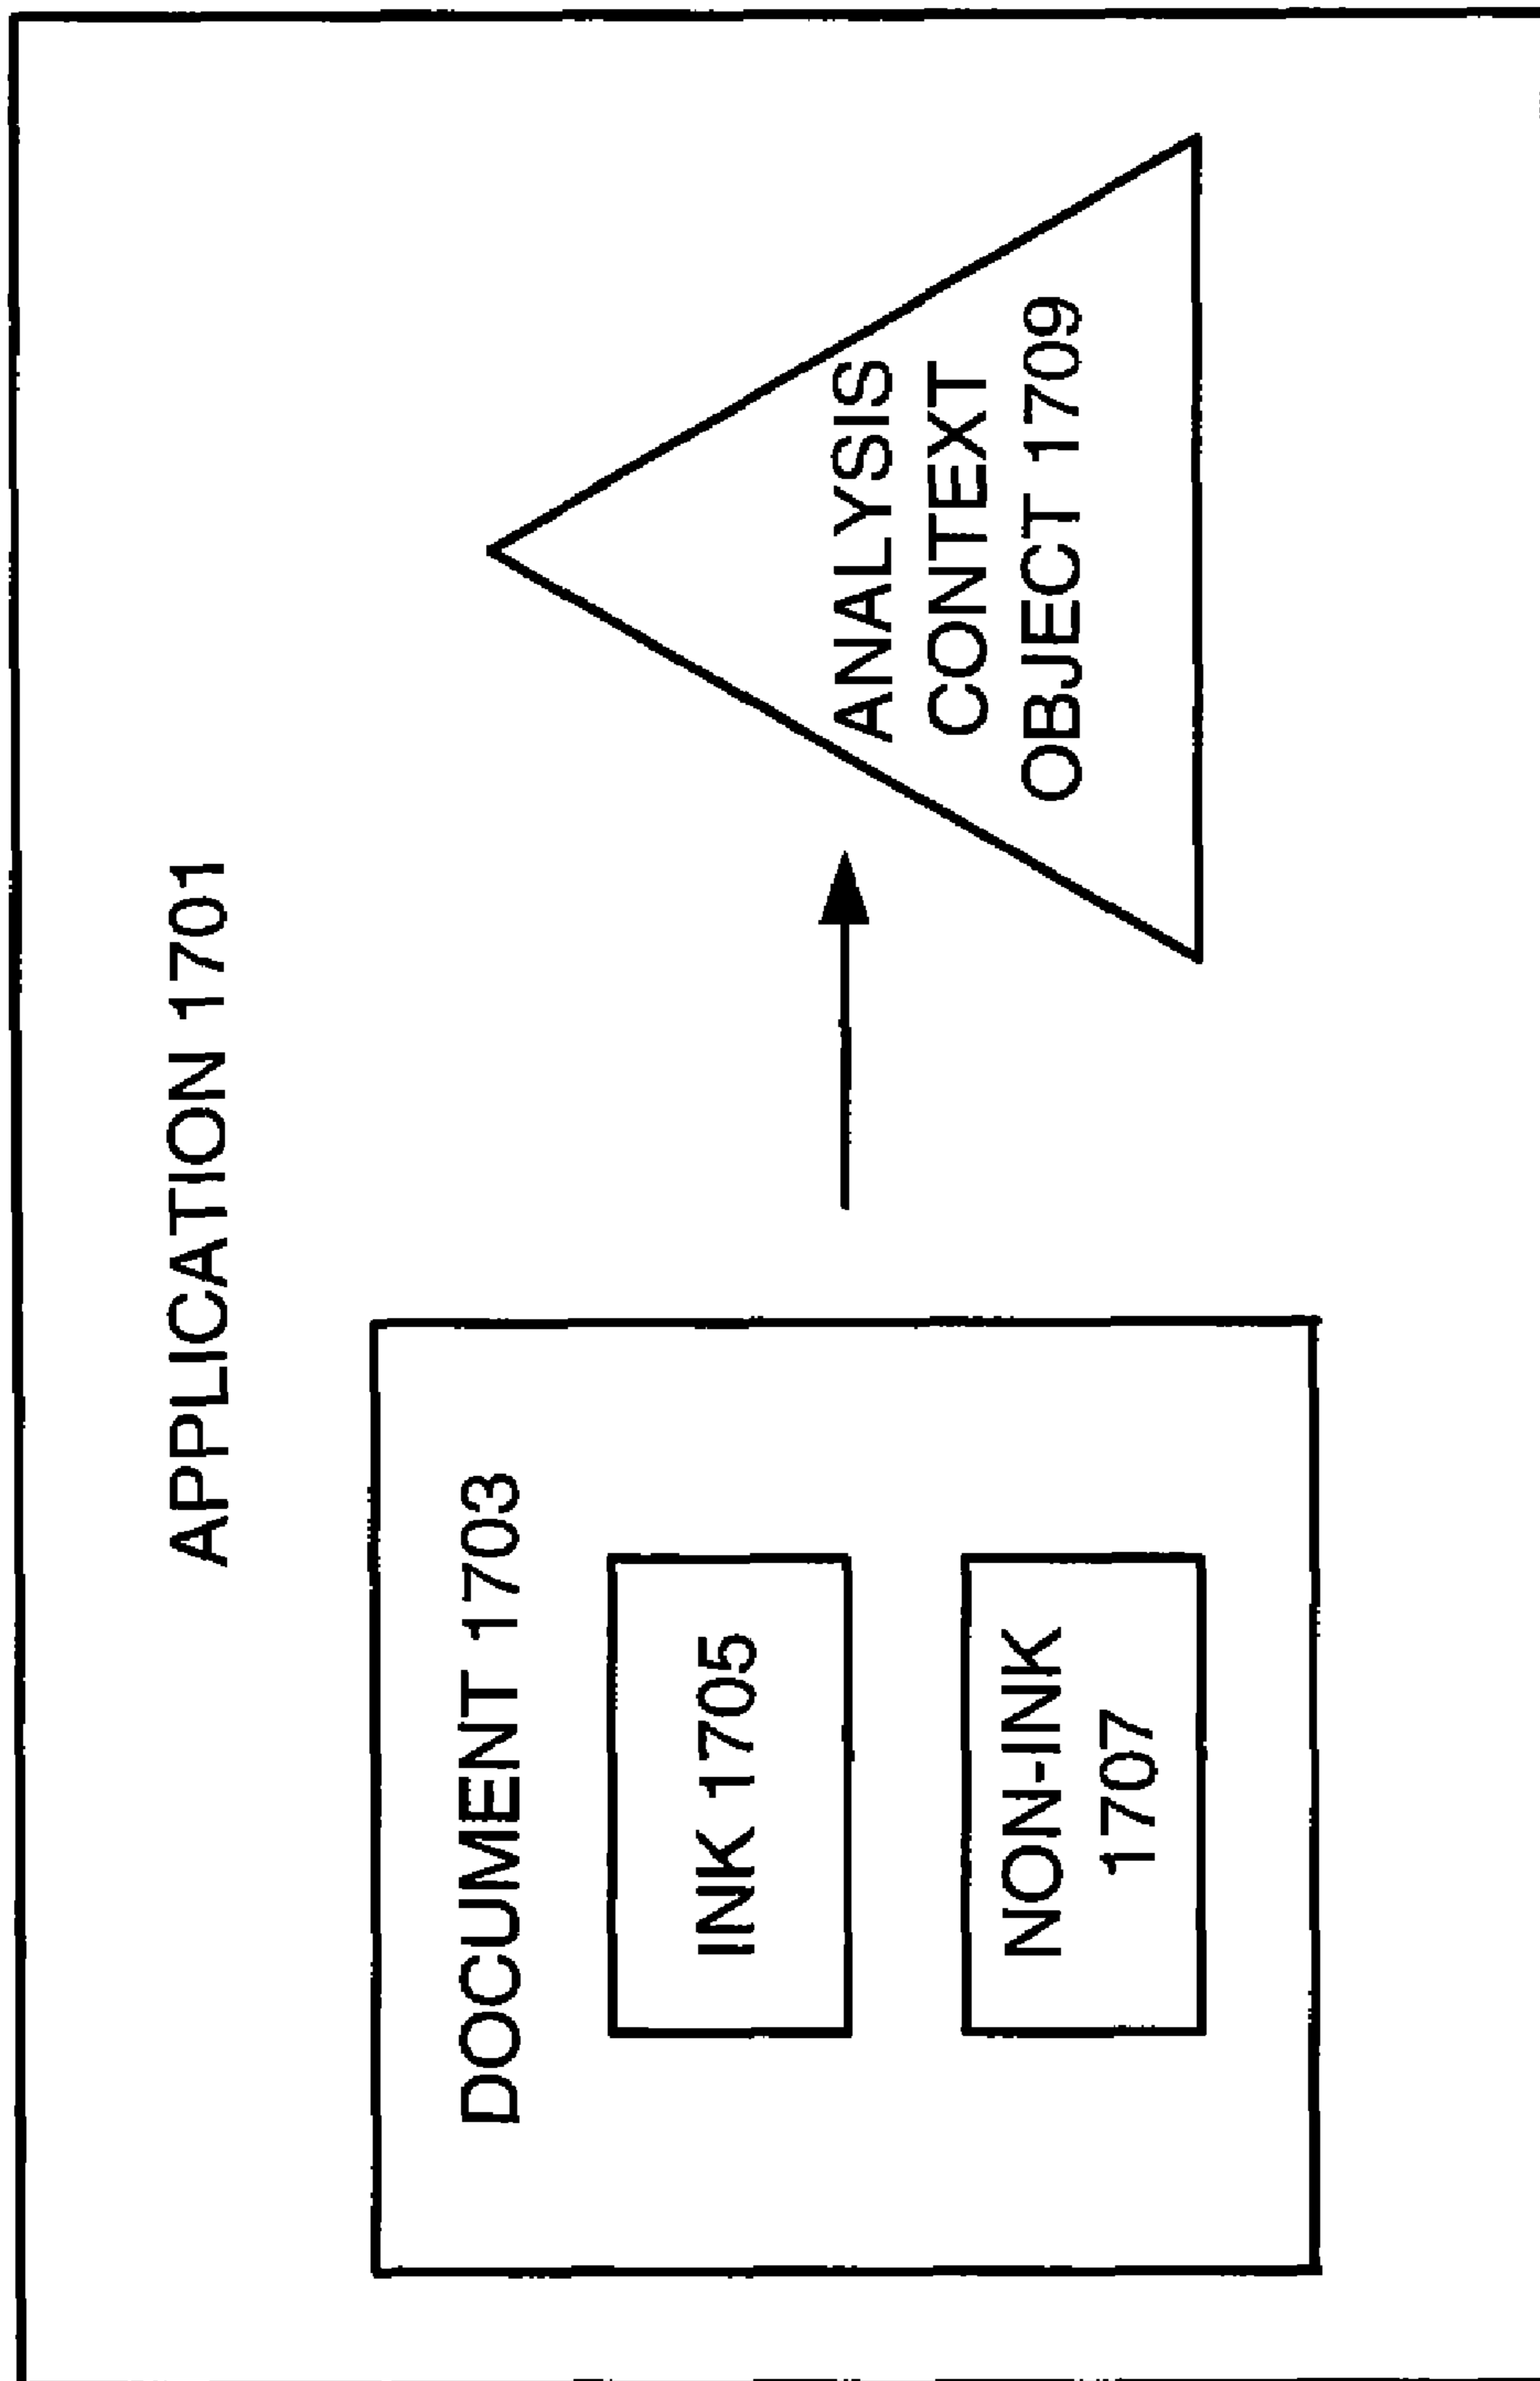 APPLICATION 1701
DOCUMENT 1703
INK 1705
NON-INK
1707
ANALYSIS
CONTEXT
OBJECT 1709